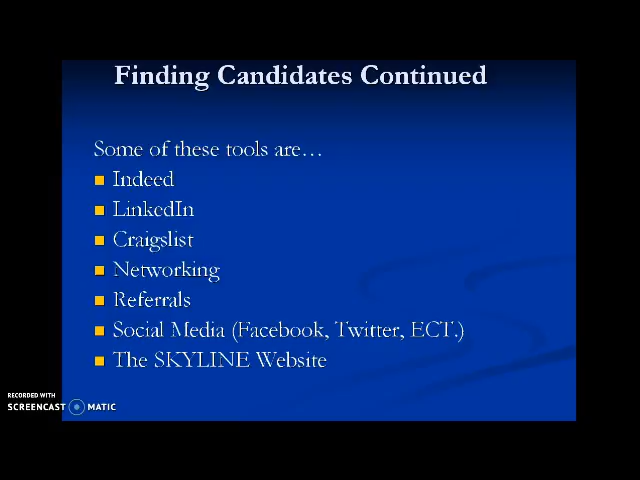 Finding Candidates Continued
Some of these tools are…
Indeed
LinkedIn
Craigslist
Networking
Referrals
Social Media (Facebook, Twitter, ECT.)
The SKYLINE Website
RECORDED WITH
SCREENCAST MATIC